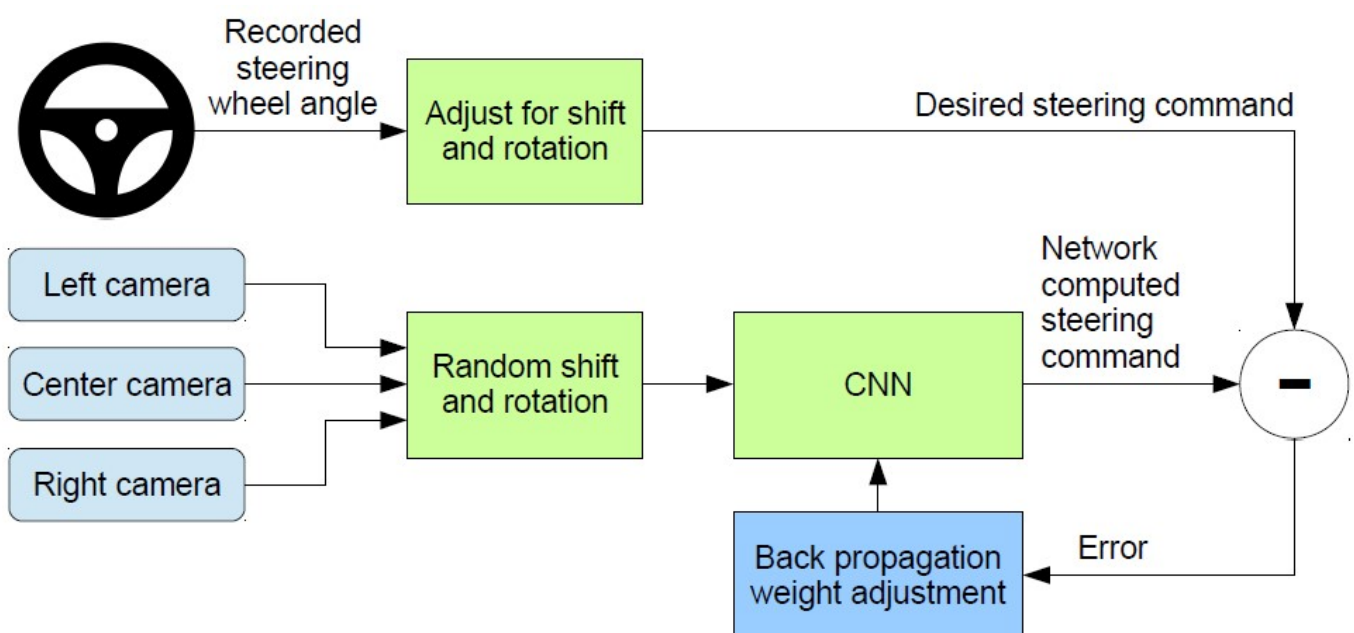 Recorded
steering
wheel angle
Adjust for shift
and rotation
Desired steering command
Left camera
Center camera
Right camera
Random shift
and rotation
CNN
Network
computed
steering
command
-
Back propagation
weight adjustment
Error